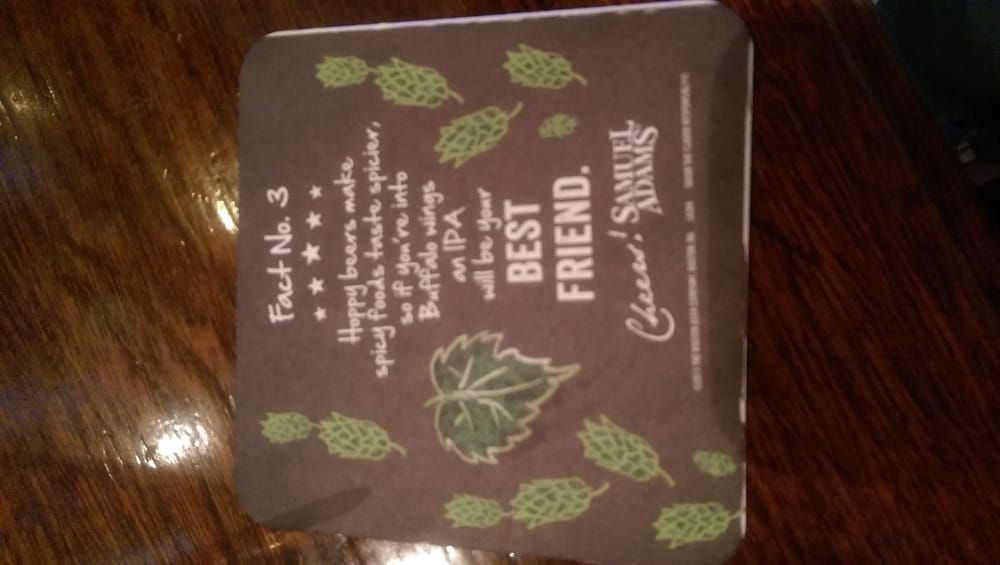 Fact No. 3
Hoppy beers make
spicy foods taste spicier,
so if you're into
Buffalo wings
an IPA
will be your
BEST
FRIEND.
Cheers! SAMUEL
ADAMS